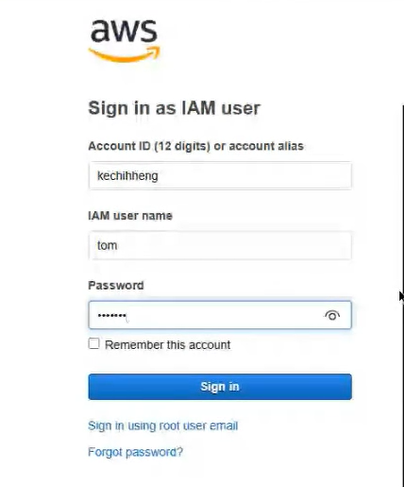 aws
Sign in as IAM user
Account ID (12 digits) or account alias
kechihheng
IAM user name
tom
Password
•••••••
Remember this account
Sign in
Sign in using root user email
Forgot password?